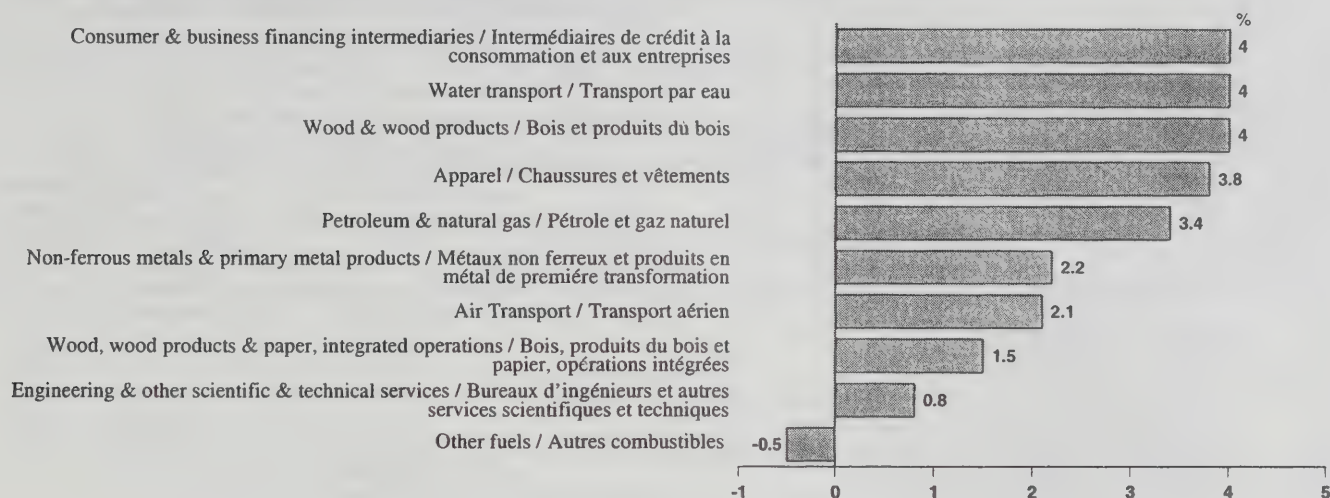 %
Consumer & business financing intermediaries / Intermédiaires de crédit à la
consommation et aux entreprises
4
Water transport / Transport par eau
4
Wood & wood products / Bois et produits dù bois
4
Apparel / Chaussures et vêtements
3.8
Petroleum & natural gas / Pétrole et gaz naturel
3.4
Non-ferrous metals & primary metal products / Métaux non ferreux et produits en
métal de premiére transformation
2.2
Air Transport / Transport aérien
2.1
Wood, wood products & paper, integrated operations / Bois, produits du bois et
papier, opérations intégrées
1.5
Engineering & other scientific & technical services / Bureaux d'ingénieurs et autres
services scientifiques et techniques
0.8
Other fuels / Autres combustibles
-0.5
-1 0 1 2 3 4 5